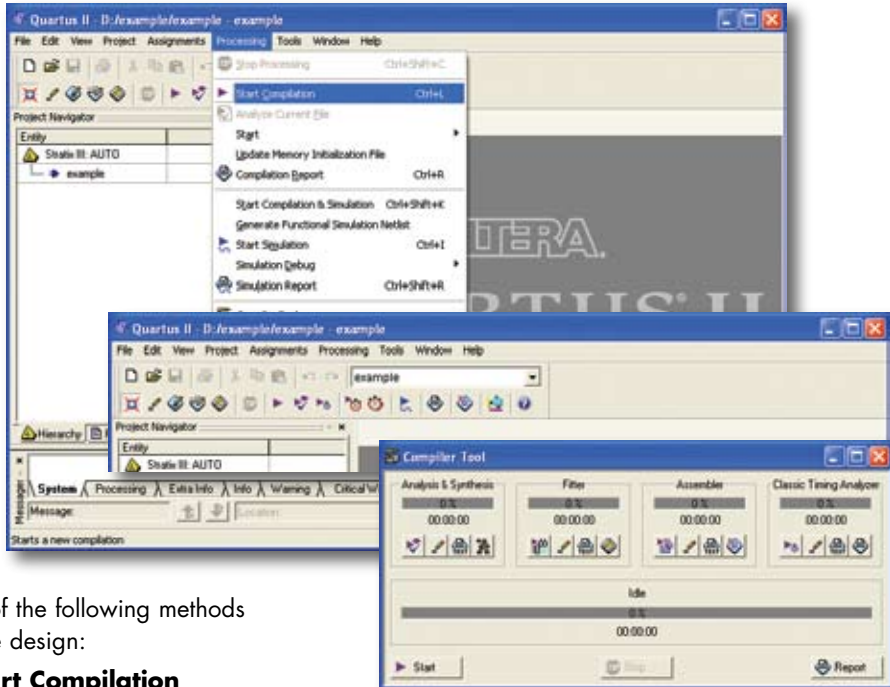 Quartus II - D:/example/example - example
File Edit View Project Assignments Processing Tools Window Help
Stop Processing Ctrl+Shift+C
Start Compilation Ctrl+L
Analyze Current File
Start
Update Memory Initialization File
Compilation Report Ctrl+R
Start Compilation & Simulation Ctrl+Shift+K
Generate Functional Simulation Netlist
Start Simulation Ctrl+I
Simulation Debug
Simulation Report Ctrl+Shift+R
Project Navigator
Entity
Stratix III: AUTO
example
Hierarchy
System Processing Extra Info Info Warning Critical W
Message:
Location:
Messages
Starts a new compilation
Quartus II - D:/example/example - example
File Edit View Project Assignments Processing Tools Window Help
example
Project Navigator
Entity
Stratix III: AUTO
Compiler Tool
Analysis & Synthesis Fitter Assembler Classic Timing Analyzer
0 % 0 % 0 % 0 %
00:00:00 00:00:00 00:00:00 00:00:00
Idle
0 %
00:00:00
Start Stop Report
of the following methods
e design:
rt Compilation